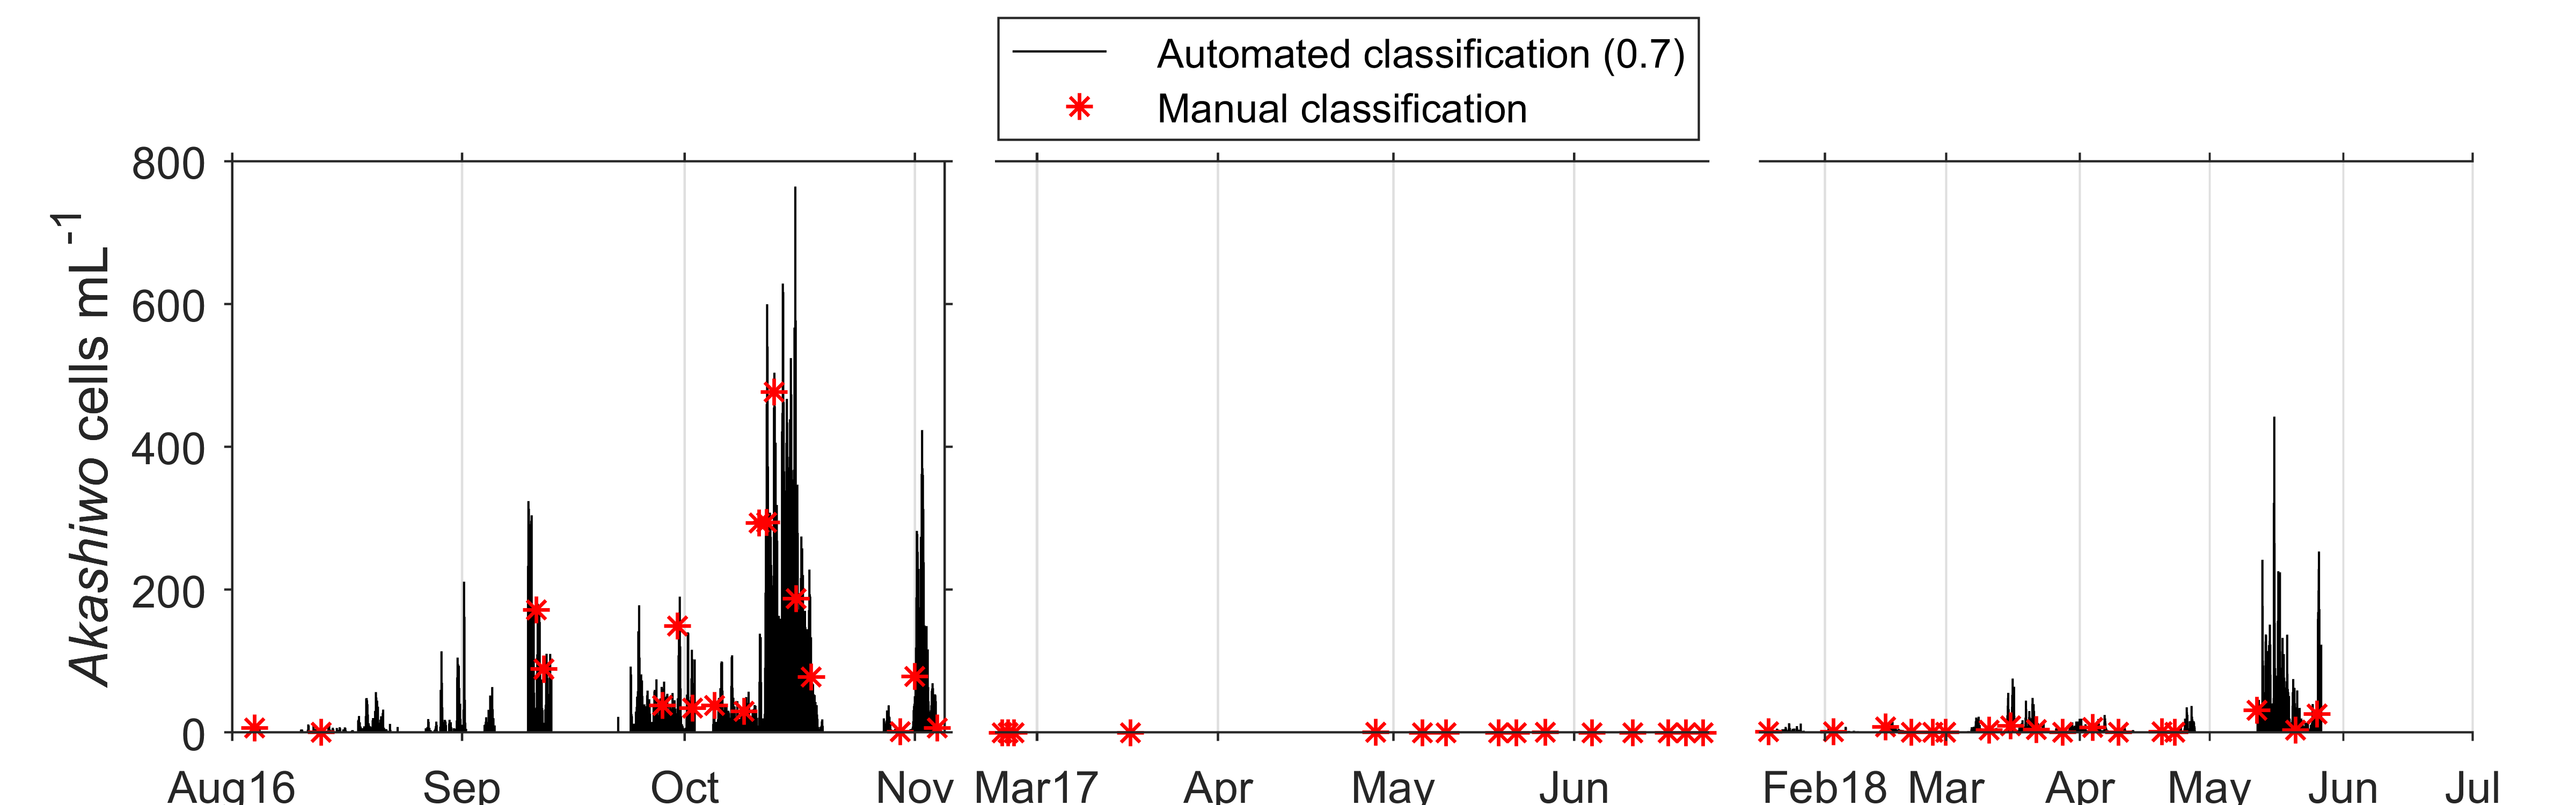 Automated classification (0.7)
Manual classification
Akashiwo cells mL-1
800
600
400
200
0
Aug16 Sep Oct Nov Mar17 Apr May Jun Feb18 Mar Apr May Jun Jul